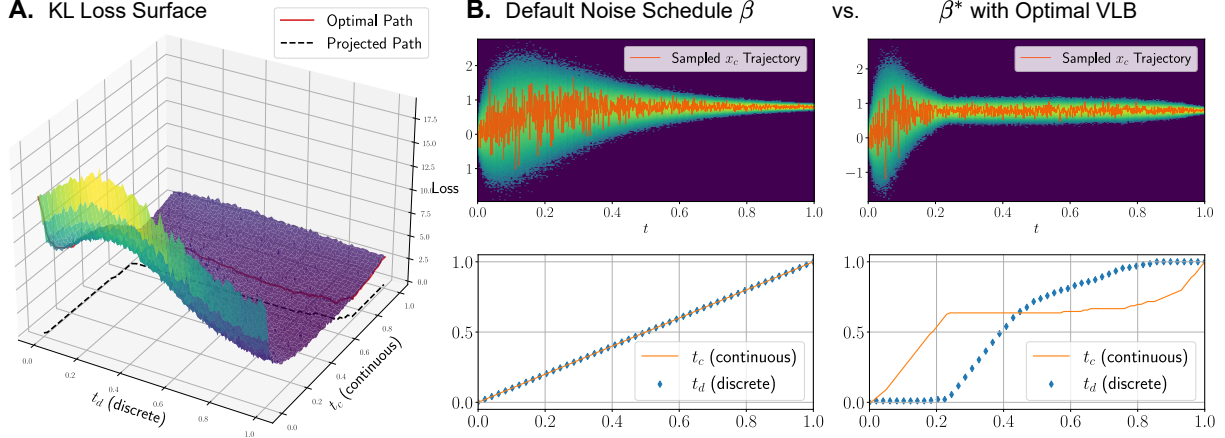 A. KL Loss Surface
Optimal Path
Projected Path
17.5
15.0
12.5
10.0
7.5
5.0
2.5
0.0
Loss
0.0
0.2
0.4
0.6
0.8
1.0
t_d (discrete)
0.0
0.2
0.4
0.6
0.8
1.0
t_c (continuous)
B. Default Noise Schedule β vs. β* with Optimal VLB
Sampled x_c Trajectory
2
1
0
1
0.0 0.2 0.4 0.6 0.8 1.0
t
Sampled x_c Trajectory
2
1
0
−1
0.0 0.2 0.4 0.6 0.8 1.0
t
1.0
0.5
0.0
t_c (continuous)
t_d (discrete)
0.0 0.2 0.4 0.6 0.8 1.0
1.0
0.5
0.0
t_c (continuous)
t_d (discrete)
0.0 0.2 0.4 0.6 0.8 1.0